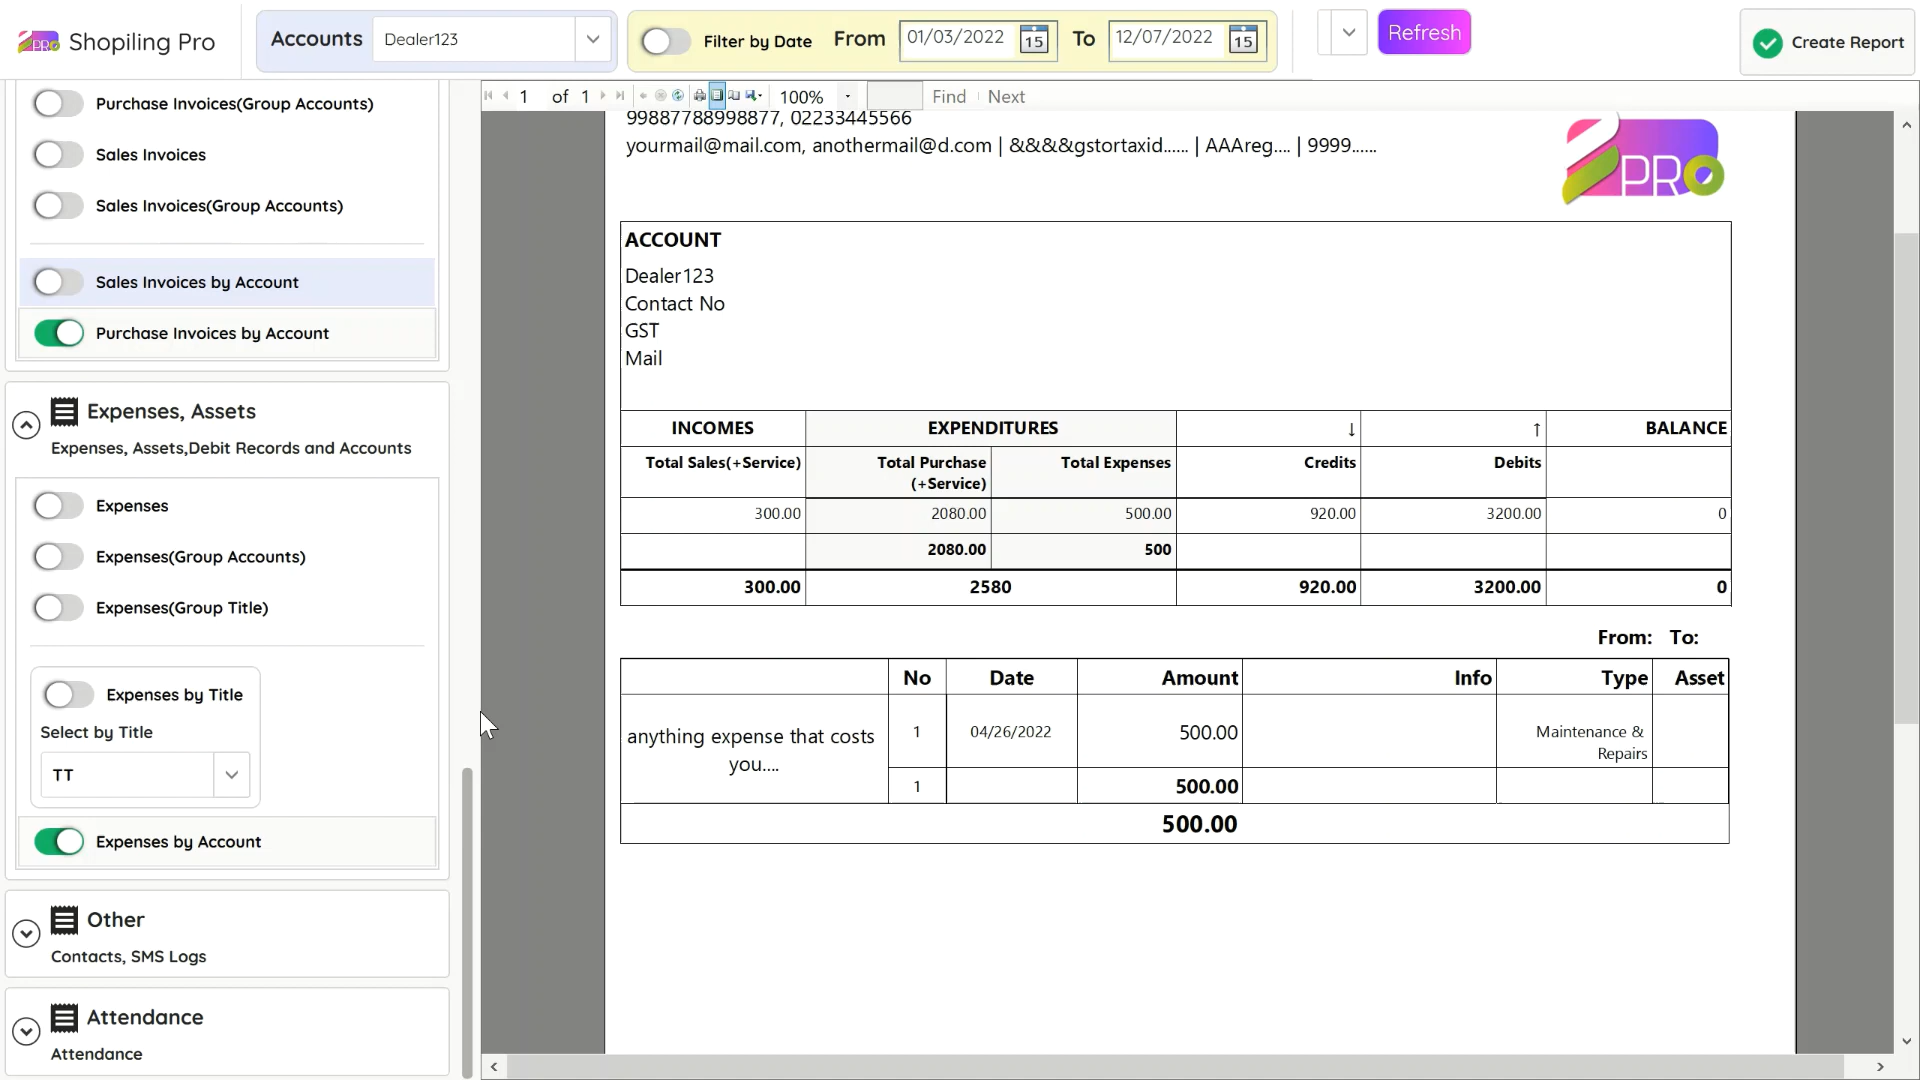 Shopiling Pro
Accounts Dealer123
Filter by Date From 01/03/2022 15 To 12/07/2022 15
Refresh
Create Report
Purchase Invoices(Group Accounts)
Sales Invoices
Sales Invoices(Group Accounts)
Sales Invoices by Account
Purchase Invoices by Account
Expenses, Assets
Expenses, Assets,Debit Records and Accounts
Expenses
Expenses(Group Accounts)
Expenses(Group Title)
Expenses by Title
Select by Title
TT
Expenses by Account
Other
Contacts, SMS Logs
Attendance
Attendance
1 of 1 100% Find Next
99887788998877, 02233445566
yourmail@mail.com, anothermail@d.com | &&&&gstortaxid...... | AAAreg.... | 9999......
PRO
ACCOUNT
Dealer123
Contact No
GST
Mail
INCOMES EXPENDITURES ↓ ↑ BALANCE
Total Sales(+Service) Total Purchase (+Service) Total Expenses Credits Debits
300.00 2080.00 500.00 920.00 3200.00 0
2080.00 500
300.00 2580 920.00 3200.00 0
From: To:
No Date Amount Info Type Asset
anything expense that costs you.... 1 04/26/2022 500.00 Maintenance & Repairs
1 500.00
500.00